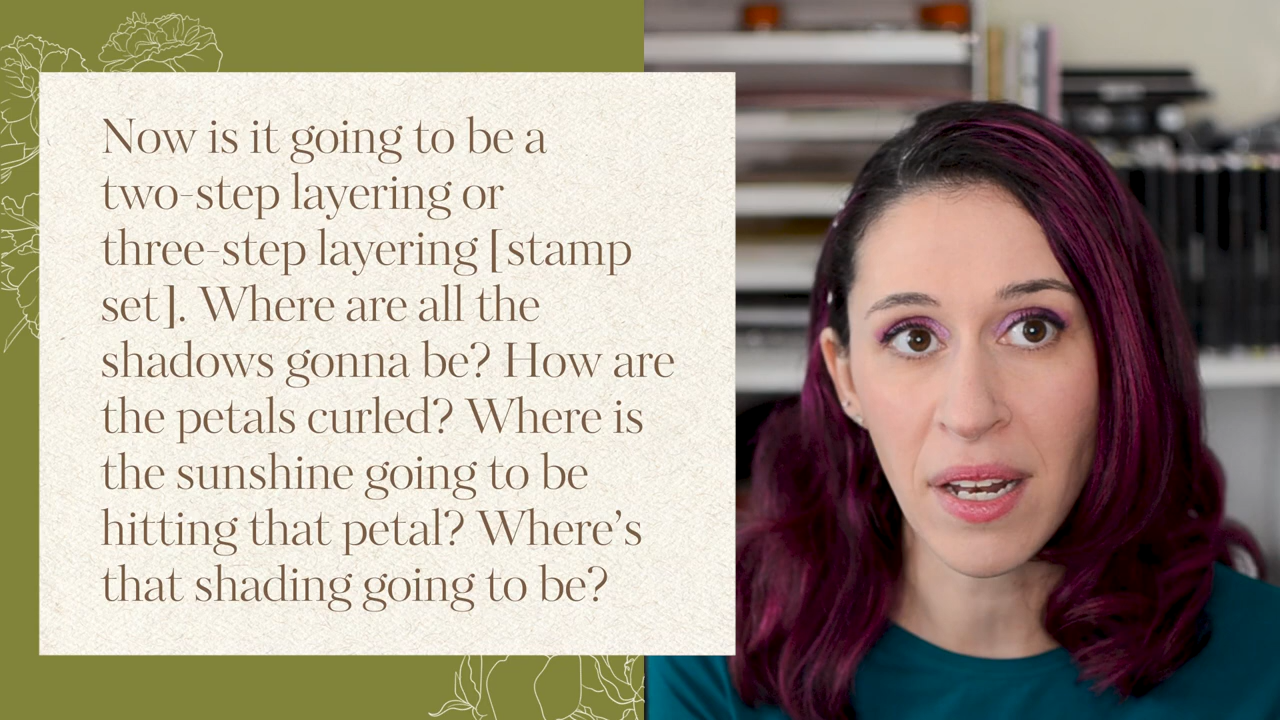 Now is it going to be a
two-step layering or
three-step layering [stamp
set]. Where are all the
shadows gonna be? How are
the petals curled? Where is
the sunshine going to be
hitting that petal? Where’s
that shading going to be?